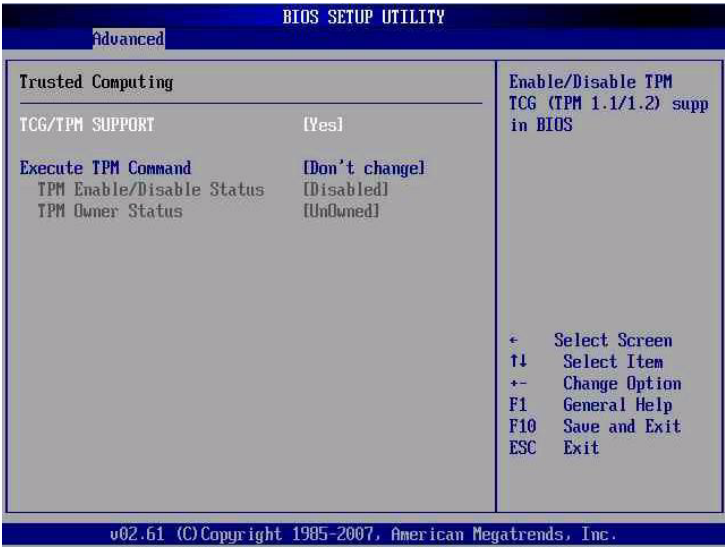 BIOS SETUP UTILITY
Advanced
Trusted Computing
TCG/TPM SUPPORT [Yes]
Execute TPM Command [Don't change]
TPM Enable/Disable Status [Disabled]
TPM Owner Status [UnOwned]
Enable/Disable TPM
TCG (TPM 1.1/1.2) supp
in BIOS
← Select Screen
↑↓ Select Item
+- Change Option
F1 General Help
F10 Save and Exit
ESC Exit
v02.61 (C)Copyright 1985-2007, American Megatrends, Inc.